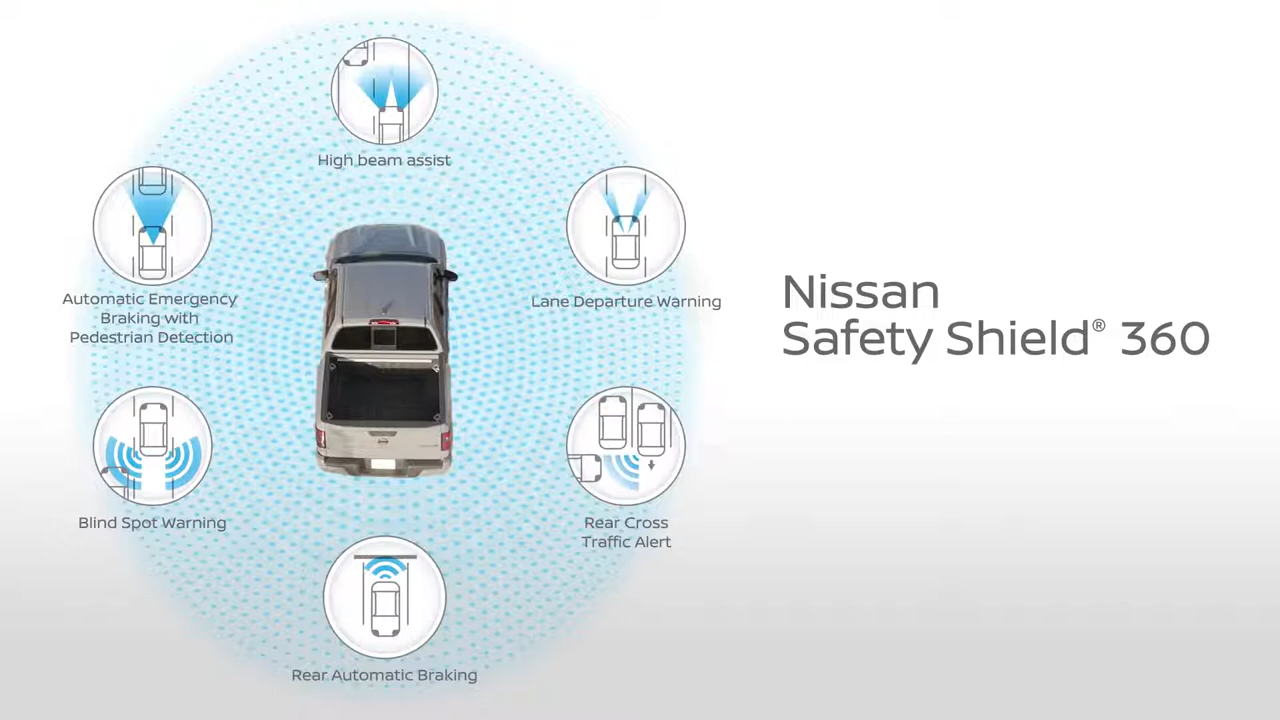 High beam assist
Automatic Emergency
Braking with
Pedestrian Detection
Lane Departure Warning
Nissan
Safety Shield® 360
Blind Spot Warning
Rear Cross
Traffic Alert
Rear Automatic Braking